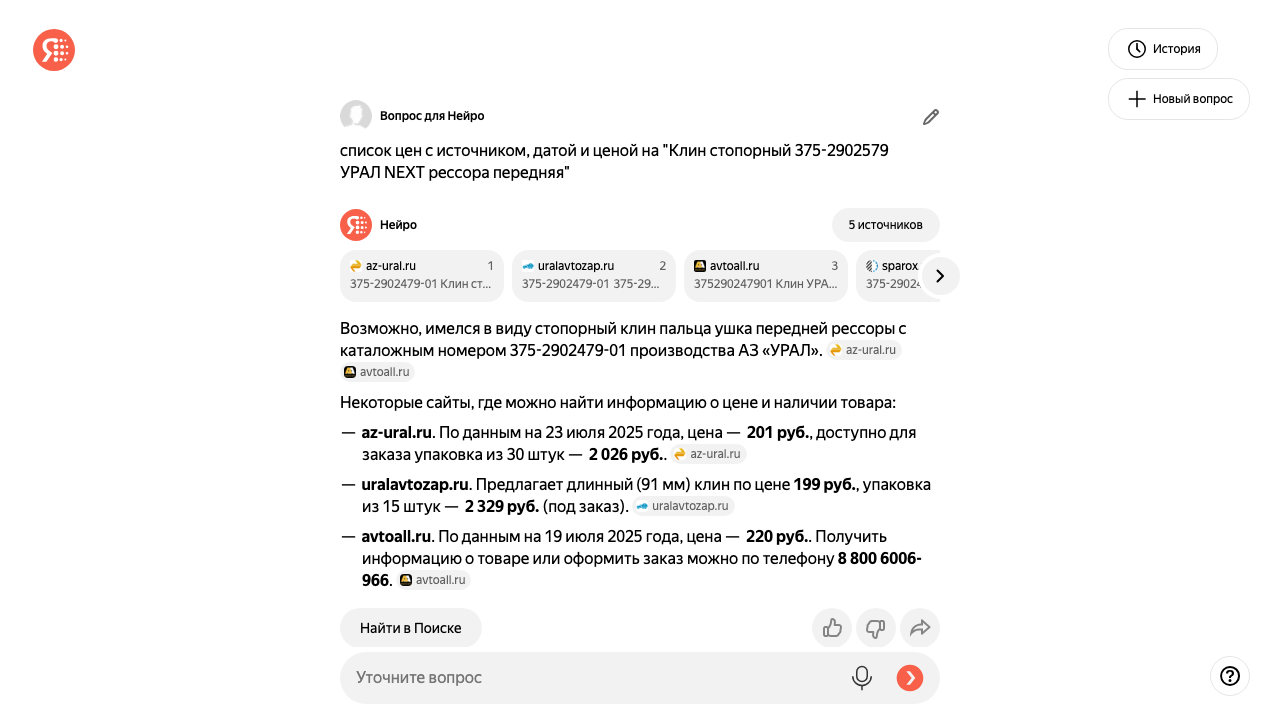 История
Новый вопрос
Вопрос для Нейро
список цен с источником, датой и ценой на "Клин стопорный 375-2902579
УРАЛ NEXT рессора передняя"
Нейро
5 источников
az-ural.ru 1
375-2902479-01 Клин ст...
uralavtozap.ru 2
375-2902479-01 375-29...
avtoall.ru 3
375290247901 Клин УРА...
sparox
375-29024
Возможно, имелся в виду стопорный клин пальца ушка передней рессоры с
каталожным номером 375-2902479-01 производства АЗ «УРАЛ». az-ural.ru
avtoall.ru
Некоторые сайты, где можно найти информацию о цене и наличии товара:
— az-ural.ru. По данным на 23 июля 2025 года, цена — 201 руб., доступно для
заказа упаковка из 30 штук — 2 026 руб.. az-ural.ru
— uralavtozap.ru. Предлагает длинный (91 мм) клин по цене 199 руб., упаковка
из 15 штук — 2 329 руб. (под заказ). uralavtozap.ru
— avtoall.ru. По данным на 19 июля 2025 года, цена — 220 руб.. Получить
информацию о товаре или оформить заказ можно по телефону 8 800 6006-
966. avtoall.ru
Найти в Поиске
Уточните вопрос